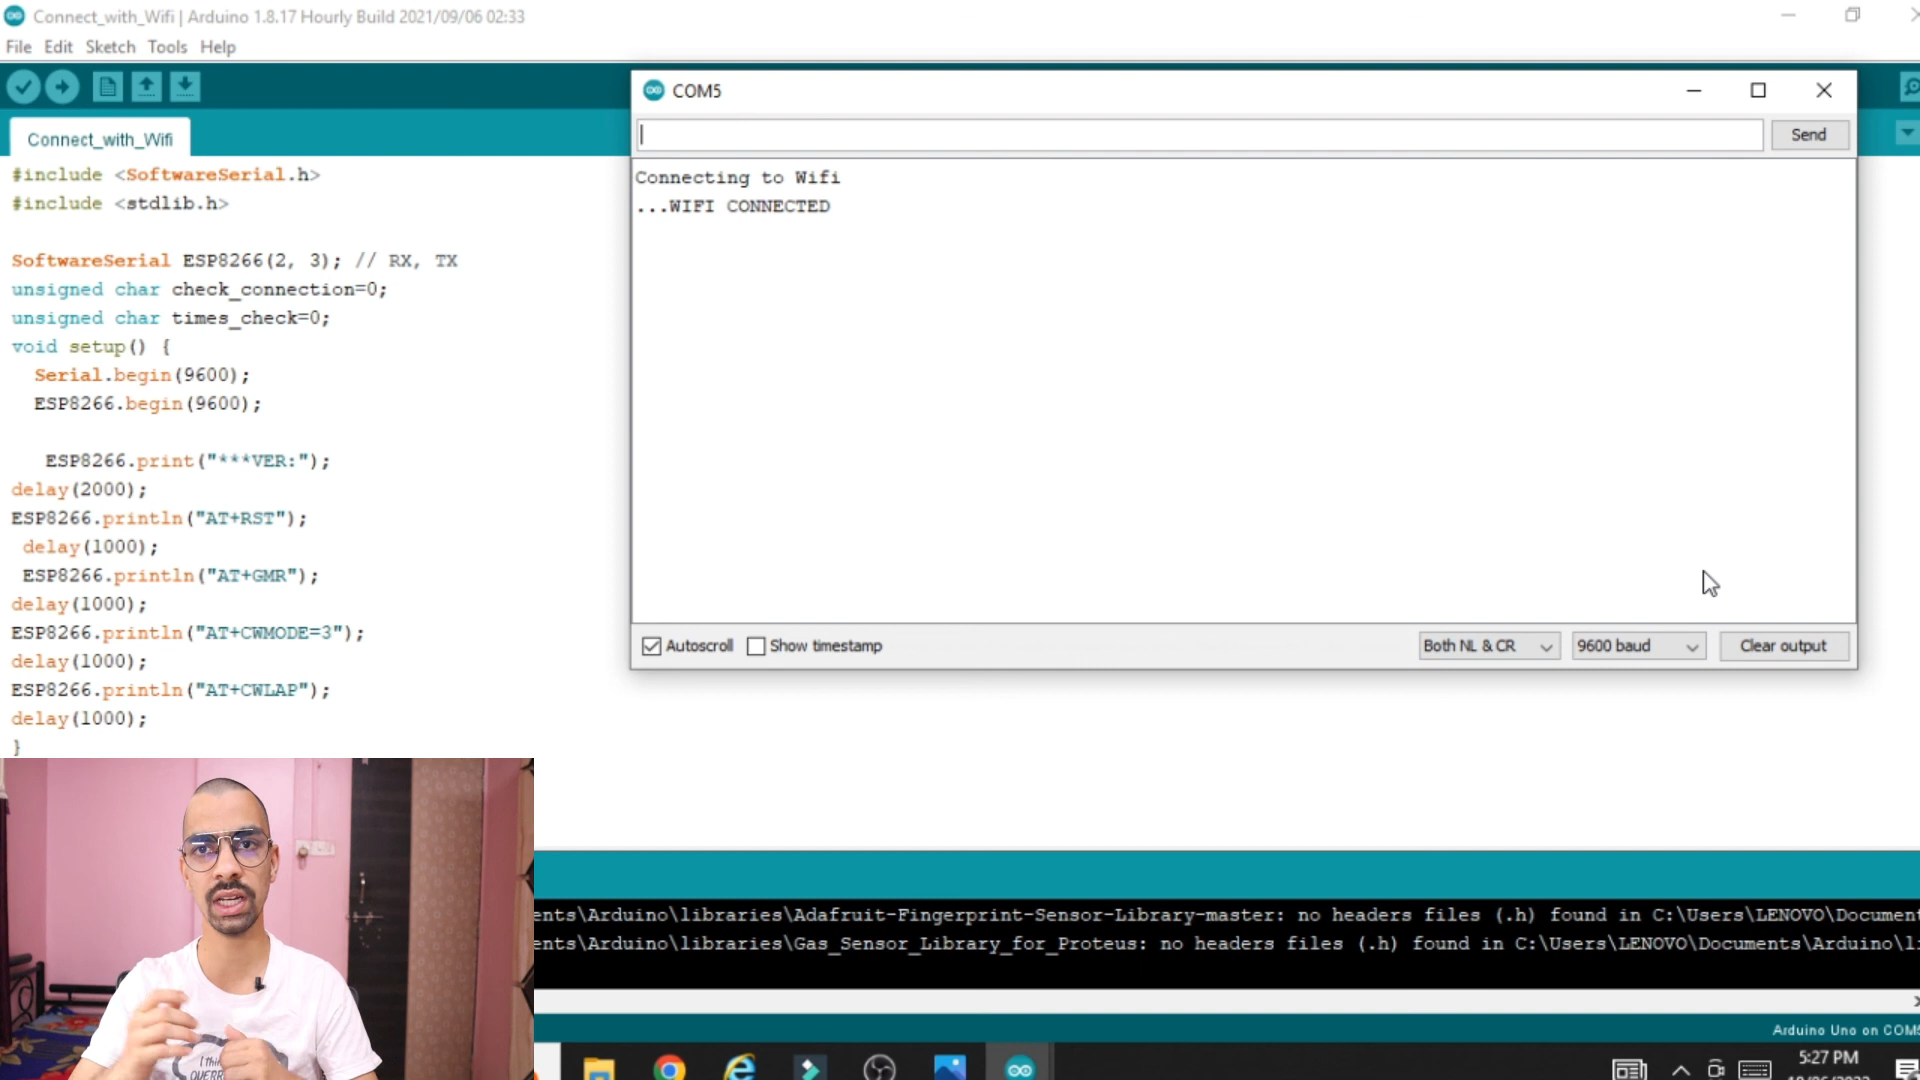 Connect_with_Wifi | Arduino 1.8.17 Hourly Build 2021/09/06 02:33
File Edit Sketch Tools Help
Connect_with_Wifi
#include <SoftwareSerial.h>
#include <stdlib.h>
SoftwareSerial ESP8266(2, 3); // RX, TX
unsigned char check_connection=0;
unsigned char times_check=0;
void setup() {
Serial.begin(9600);
ESP8266.begin(9600);
ESP8266.print("***VER:");
delay(2000);
ESP8266.println("AT+RST");
delay(1000);
ESP8266.println("AT+GMR");
delay(1000);
ESP8266.println("AT+CWMODE=3");
delay(1000);
ESP8266.println("AT+CWLAP");
delay(1000);
}
COM5
Send
Connecting to Wifi
...WIFI CONNECTED
Autoscroll Show timestamp Both NL & CR 9600 baud Clear output
ents\Arduino\libraries\Adafruit-Fingerprint-Sensor-Library-master: no headers files (.h) found in C:\Users\LENOVO\Document
ents\Arduino\libraries\Gas_Sensor_Library_for_Proteus: no headers files (.h) found in C:\Users\LENOVO\Documents\Arduino\li
Arduino Uno on COM5
5:27 PM